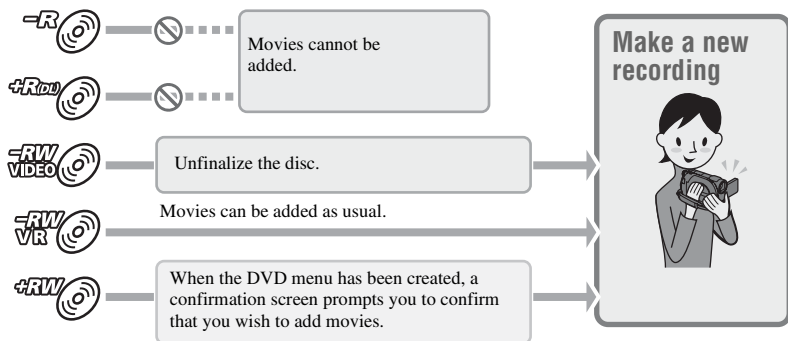 -R
Movies cannot be
added.
Make a new
recording
+R(DL)
-RW
VIDEO
Unfinalize the disc.
-RW
VR
Movies can be added as usual.
+RW
When the DVD menu has been created, a
confirmation screen prompts you to confirm
that you wish to add movies.